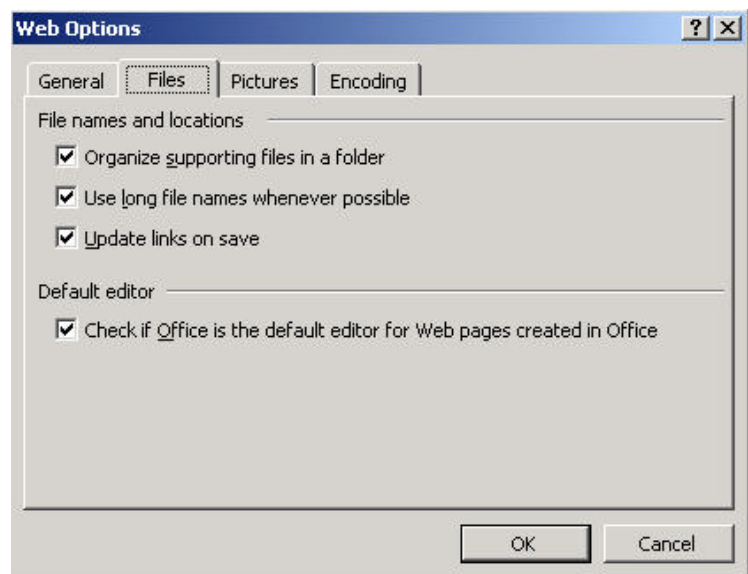 Web Options
General Files Pictures Encoding
File names and locations
Organize supporting files in a folder
Use long file names whenever possible
Update links on save
Default editor
Check if Office is the default editor for Web pages created in Office
OK Cancel